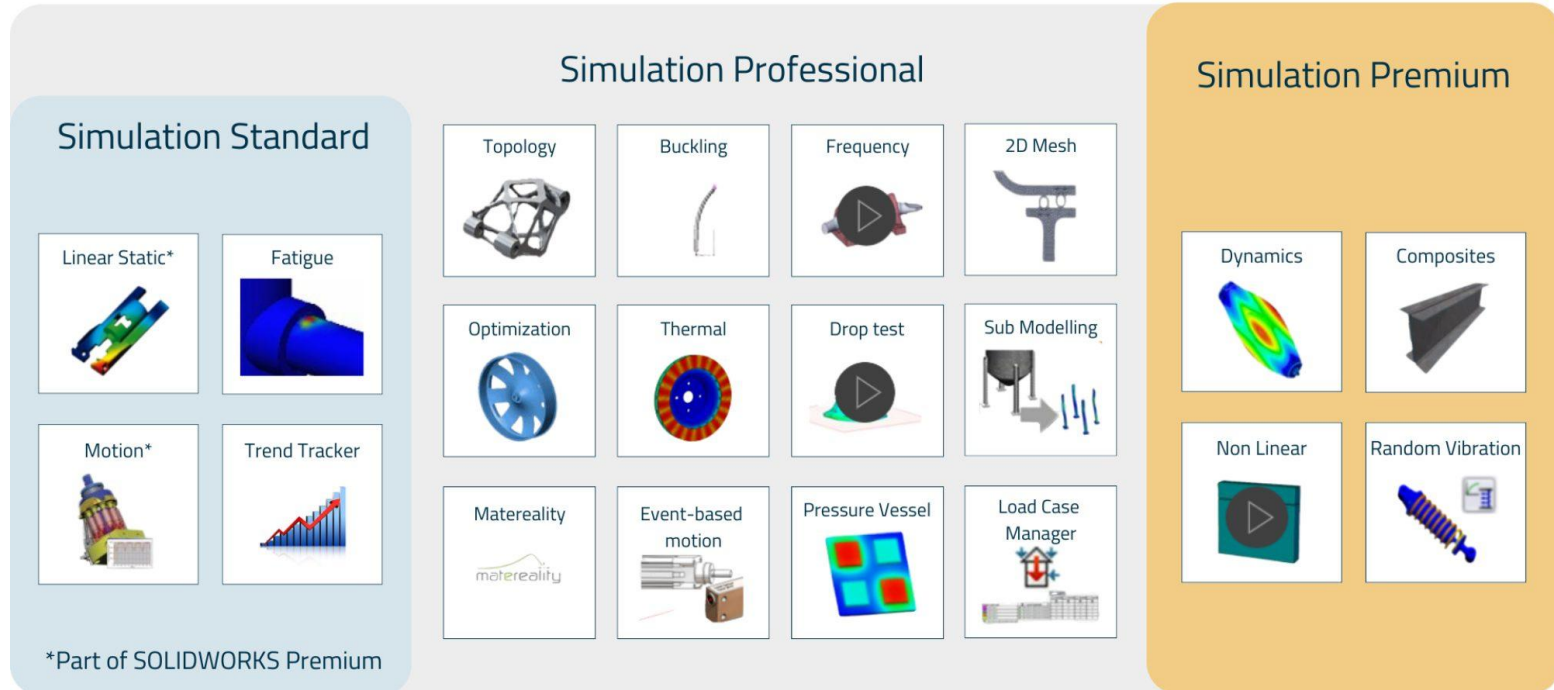 Simulation Professional
Simulation Premium
Simulation Standard
Topology
Buckling
Frequency
2D Mesh
Linear Static*
Fatigue
Optimization
Thermal
Drop test
Sub Modelling
Dynamics
Composites
Motion*
Trend Tracker
Matereality
matereality
Event-based
motion
Pressure Vessel
Load Case
Manager
Non Linear
Random Vibration
*Part of SOLIDWORKS Premium